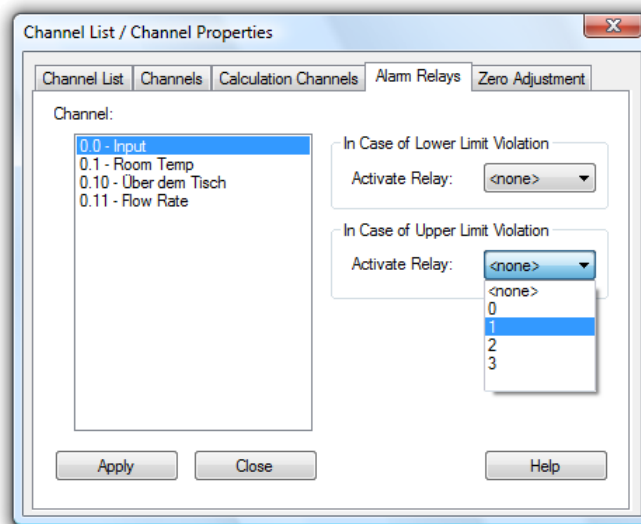 Channel List / Channel Properties
Channel List
Channels
Calculation Channels
Alarm Relays
Zero Adjustment
Channel:
0.0 - Input
0.1 - Room Temp
0.10 - Über dem Tisch
0.11 - Flow Rate
In Case of Lower Limit Violation
Activate Relay:
<none>
In Case of Upper Limit Violation
Activate Relay:
<none>
<none>
0
1
2
3
Apply
Close
Help